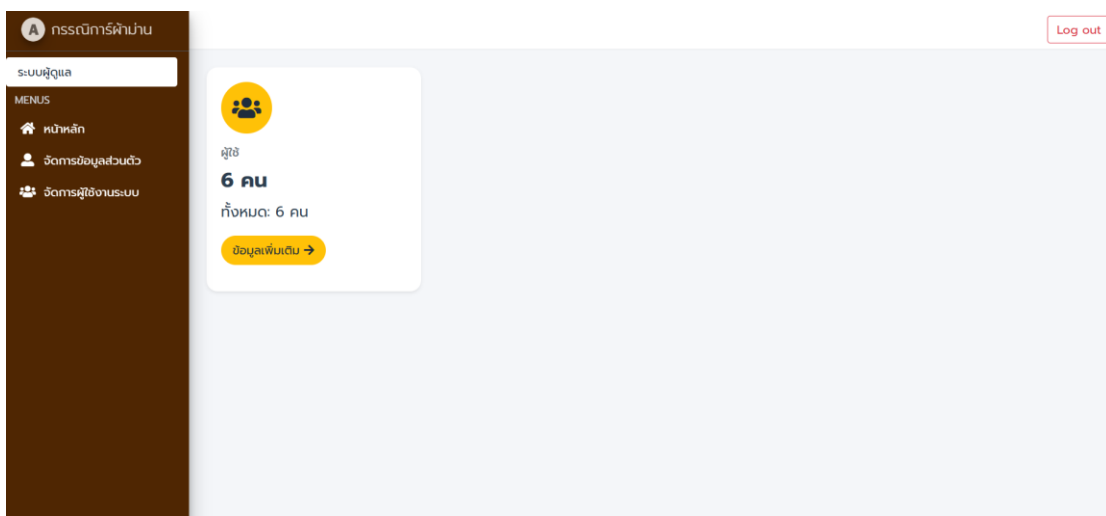 A กรรณิการ์ผ้าม่าน
Log out
ระบบผู้ดูแล
MENUS
หน้าหลัก
จัดการข้อมูลส่วนตัว
จัดการผู้ใช้งานระบบ
ผู้ใช้
6 คน
ทั้งหมด: 6 คน
ข้อมูลเพิ่มเติม